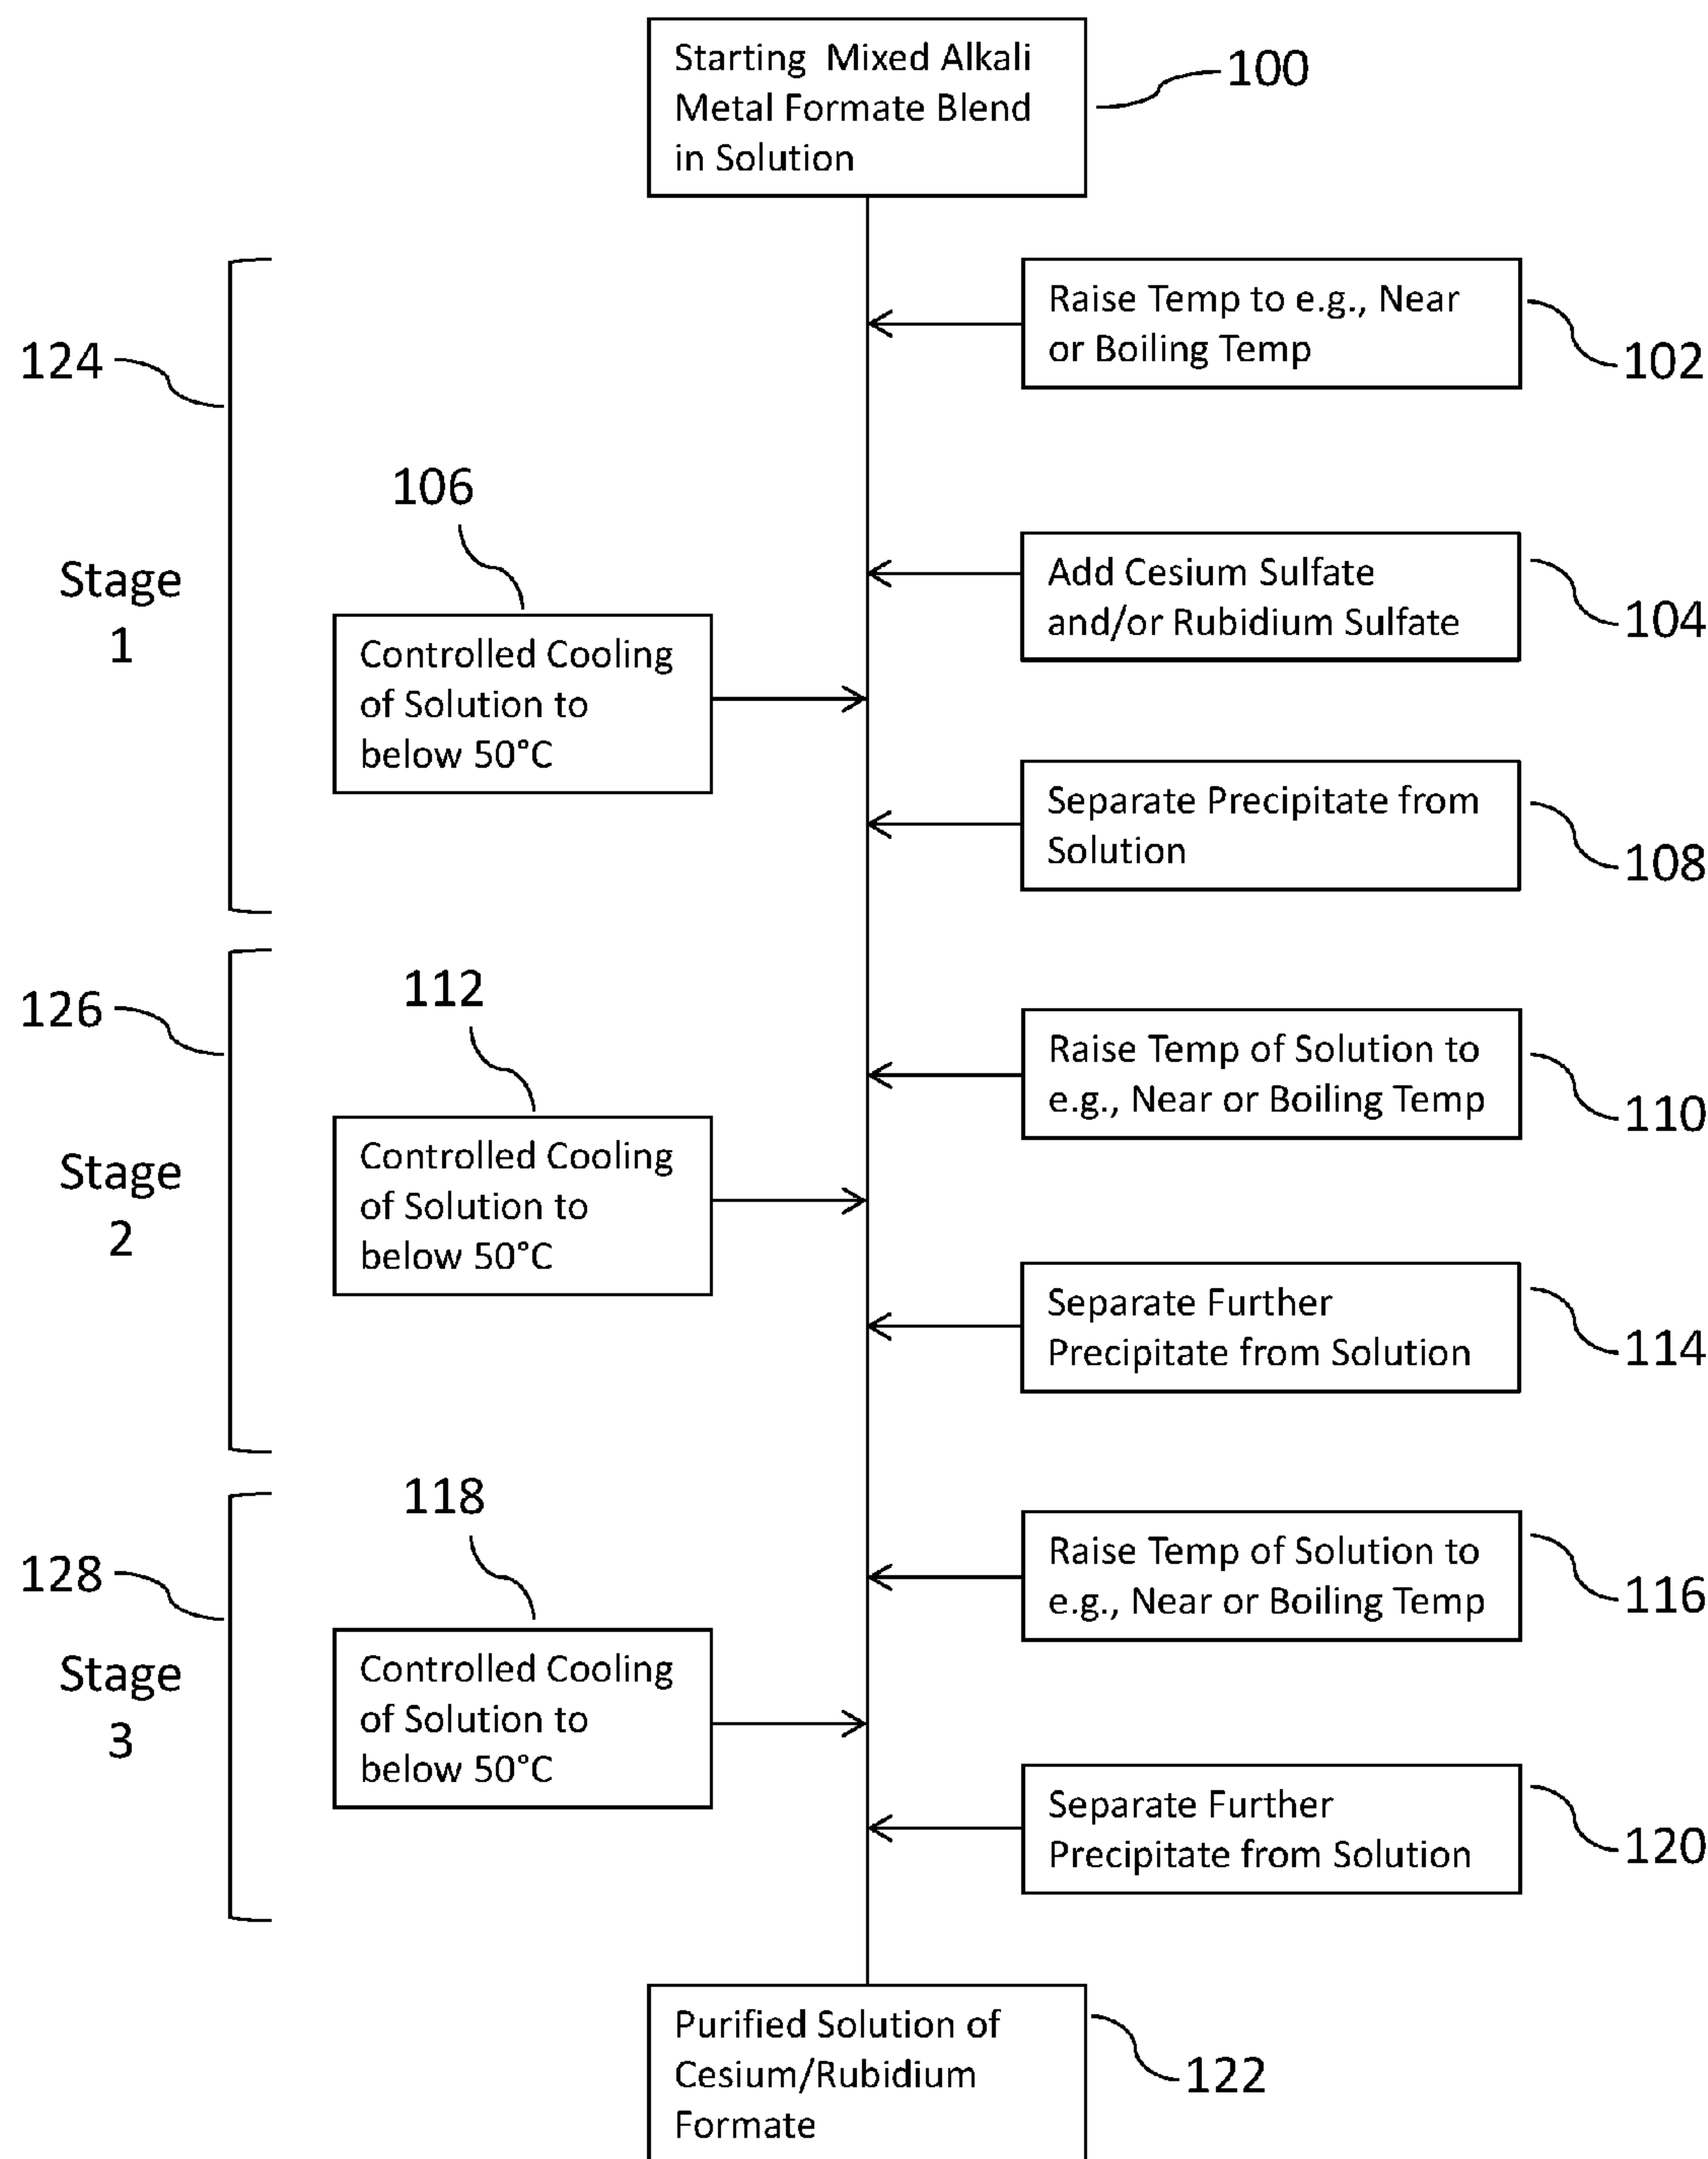 Starting Mixed Alkali
Metal Formate Blend
in Solution
100
Raise Temp to e.g., Near
or Boiling Temp
102
124
Stage
1
Add Cesium Sulfate
and/or Rubidium Sulfate
104
106
Controlled Cooling
of Solution to
below 50°C
Separate Precipitate from
Solution
108
126
Stage
2
Raise Temp of Solution to
e.g., Near or Boiling Temp
110
112
Controlled Cooling
of Solution to
below 50°C
Separate Further
Precipitate from Solution
114
128
Stage
3
Raise Temp of Solution to
e.g., Near or Boiling Temp
116
118
Controlled Cooling
of Solution to
below 50°C
Separate Further
Precipitate from Solution
120
Purified Solution of
Cesium/Rubidium
Formate
122